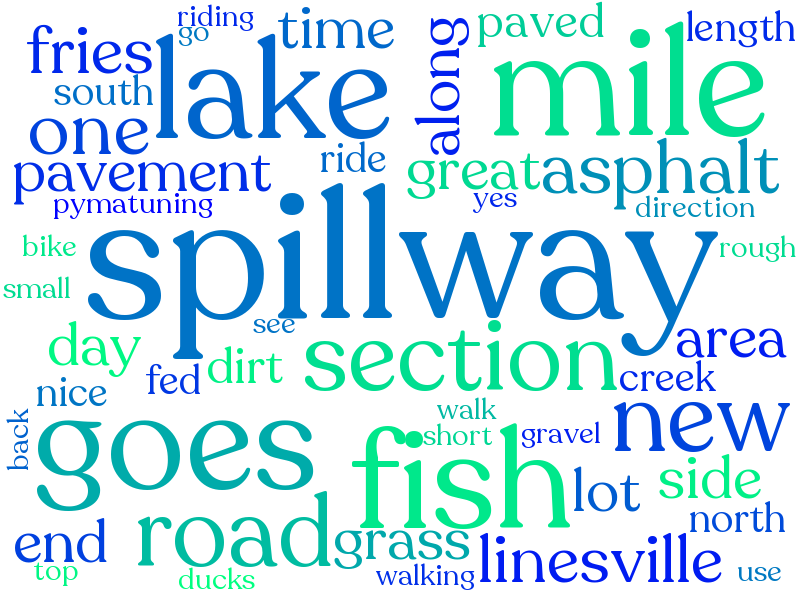 riding
go
time
paved
length
fries
lake
along
mile
south
one
ride
pavement
great
asphalt
pymatuning
yes
direction
bike
spillway
rough
small
see
day
section
area
fed
dirt
creek
nice
back
goes
walk
short
gravel
new
fish
lot
side
north
end
road
grass
linesville
top
ducks
walking
use